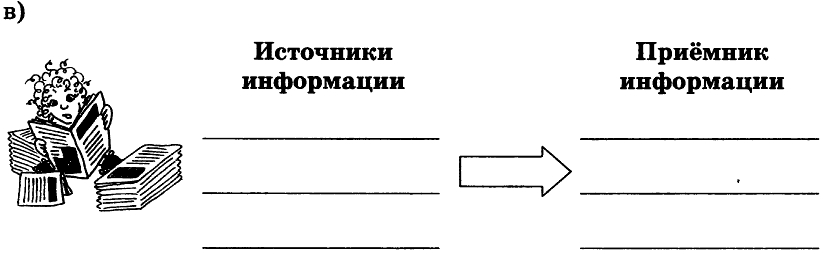 в)
Источники
информации
Приёмник
информации